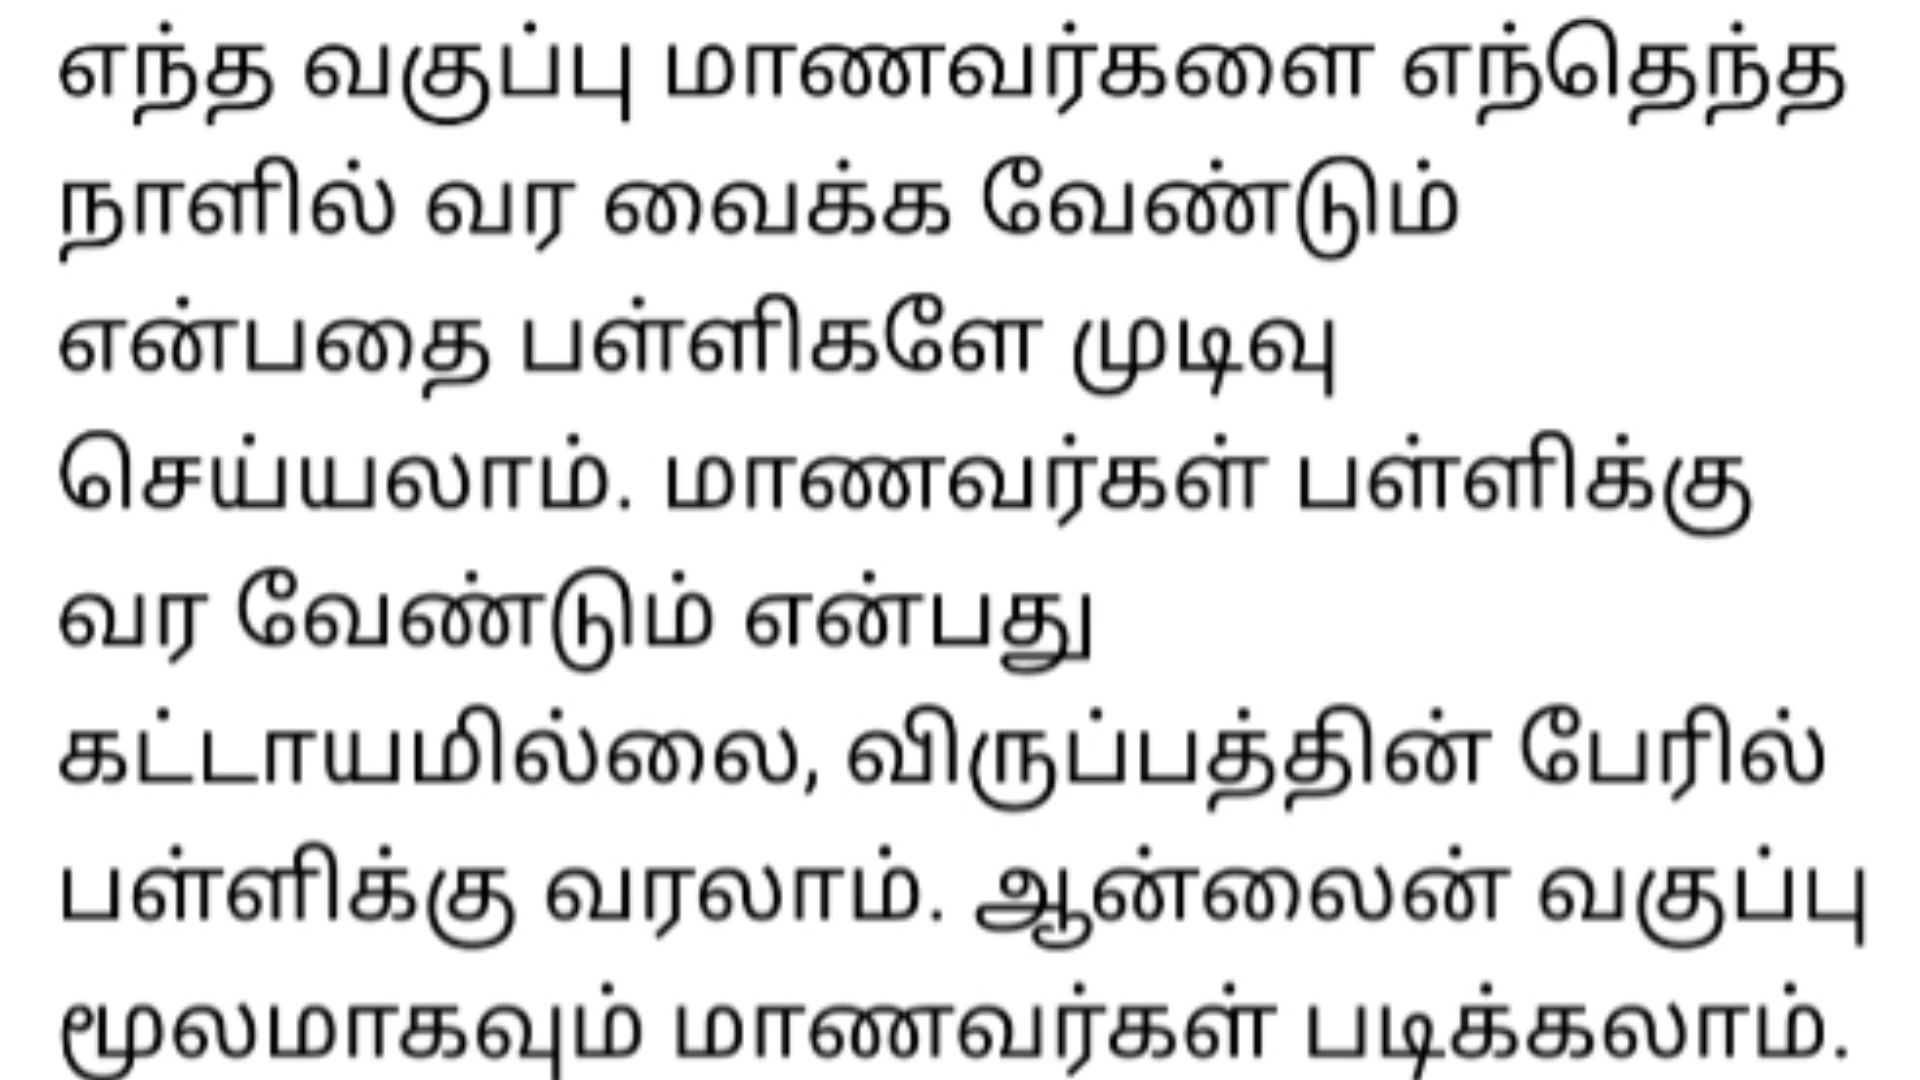 எந்த வகுப்பு மாணவர்களை எந்தெந்த
நாளில் வர வைக்க வேண்டும்
என்பதை பள்ளிகளே முடிவு
செய்யலாம். மாணவர்கள் பள்ளிக்கு
வர வேண்டும் என்பது
கட்டாயமில்லை, விருப்பத்தின் பேரில்
பள்ளிக்கு வரலாம். ஆன்லைன் வகுப்பு
மூலமாகவும் மாணவர்கள் படிக்கலாம்.